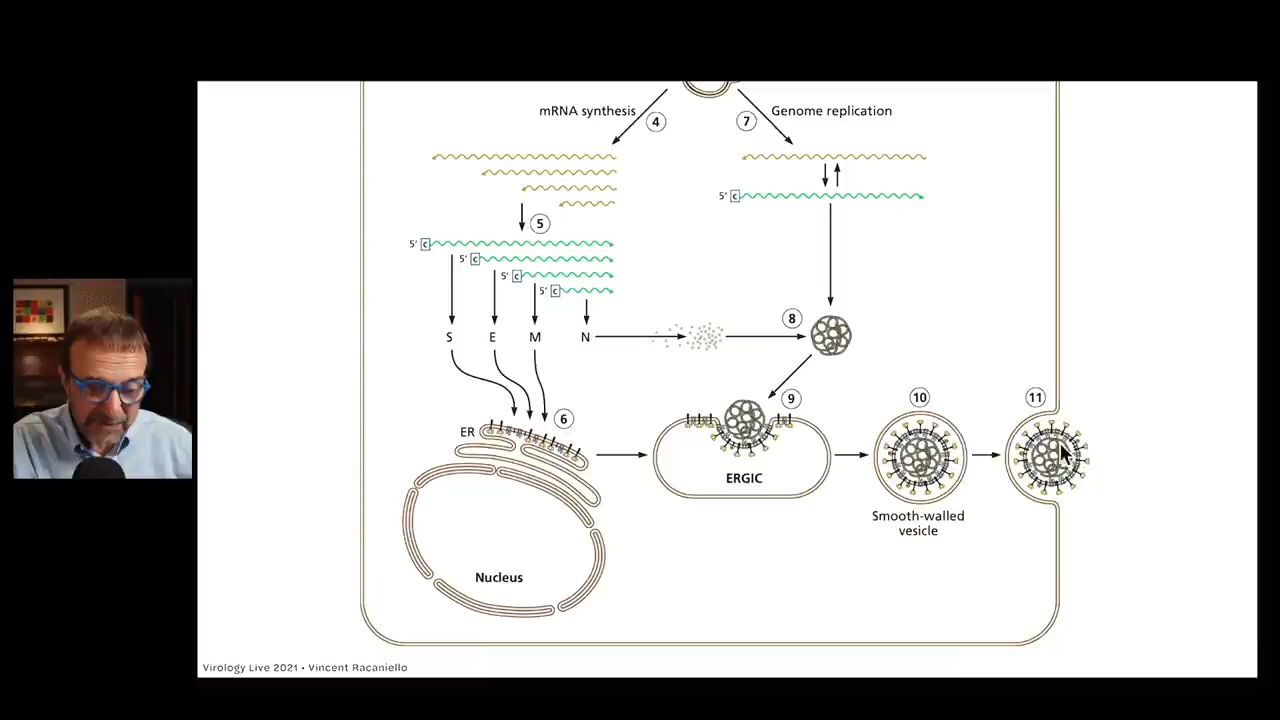 mRNA synthesis
4
7
Genome replication
5' c
5
5' c
5' c
5' c
5' c
8
S
E
M
N
9
10
11
6
ER
ERGIC
Smooth-walled
vesicle
Nucleus
Virology Live 2021 • Vincent Racaniello